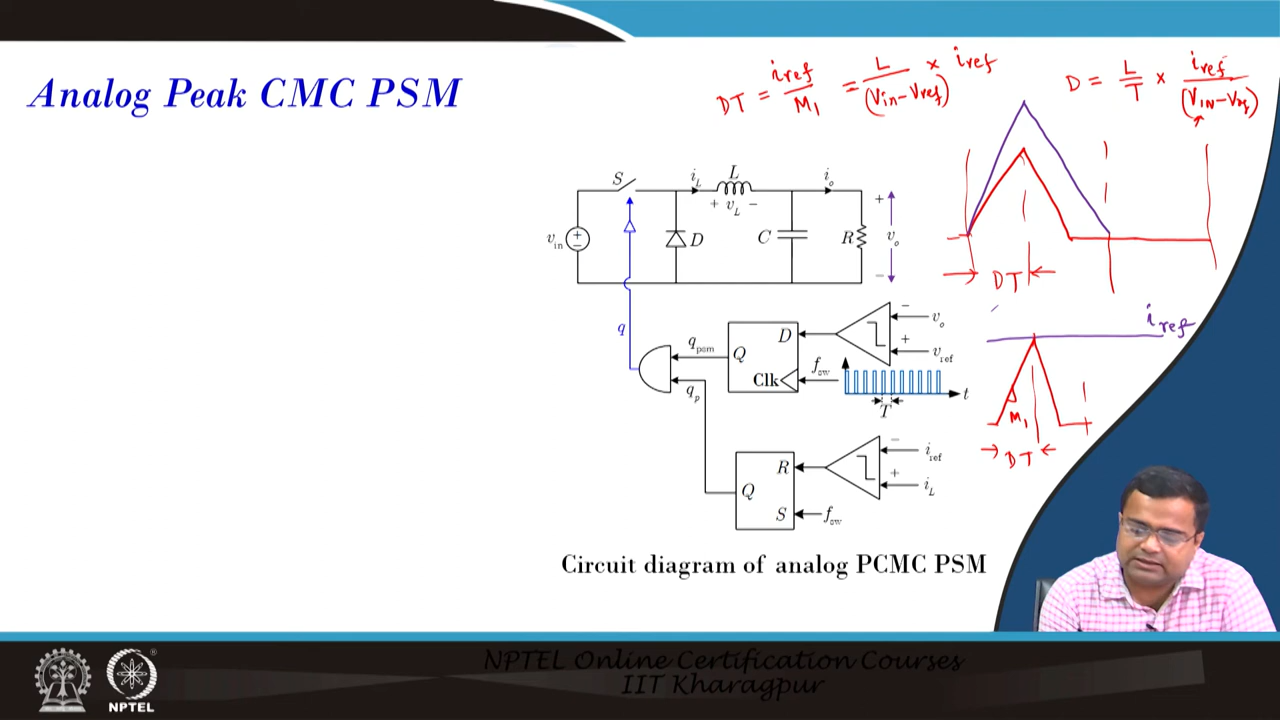 Analog Peak CMC PSM
DT = iref / M1 = L / (Vin - Vref) × iref
D = L / T × iref / (VIN - Vref)
S
iL
L
io
+ vL -
+
vin
D
C
R
vo
-
DT
q
qpsm
Q
D
Clk
-
vo
+
vref
fsw
t
T
iref
M1
DT
qp
Q
R
S
-
iref
+
iL
fsw
Circuit diagram of analog PCMC PSM
NPTEL Online Certification Courses
IIT Kharagpur
NPTEL